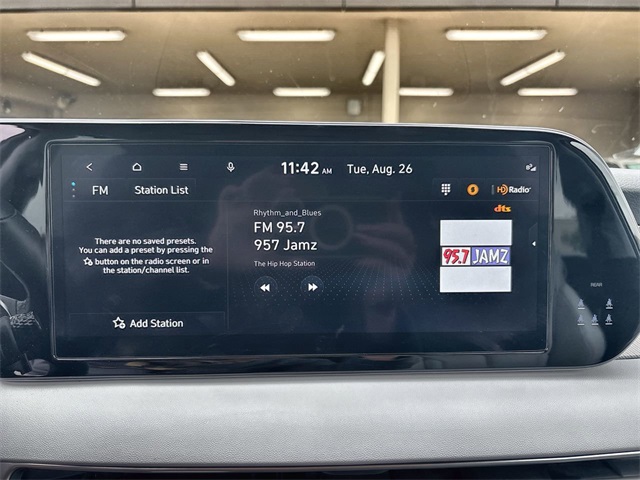 11:42 AM Tue, Aug. 26
FM Station List
HD Radio
dts
Rhythm_and_Blues
FM 95.7
957 Jamz
The Hip Hop Station
95.7 JAMZ
There are no saved presets.
You can add a preset by pressing the
button on the radio screen or in
the station/channel list.
Add Station
REAR